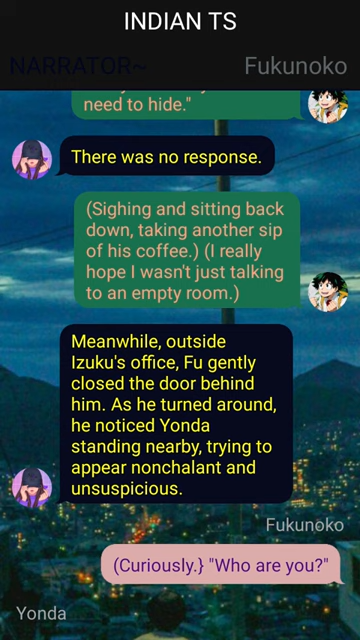 INDIAN TS
NARRATOR~
Fukunoko
need to hide."
There was no response.
(Sighing and sitting back
down, taking another sip
of his coffee.) (I really
hope I wasn't just talking
to an empty room.)
Meanwhile, outside
Izuku's office, Fu gently
closed the door behind
him. As he turned around,
he noticed Yonda
standing nearby, trying to
appear nonchalant and
unsuspicious.
Fukunoko
(Curiously.} "Who are you?"
Yonda